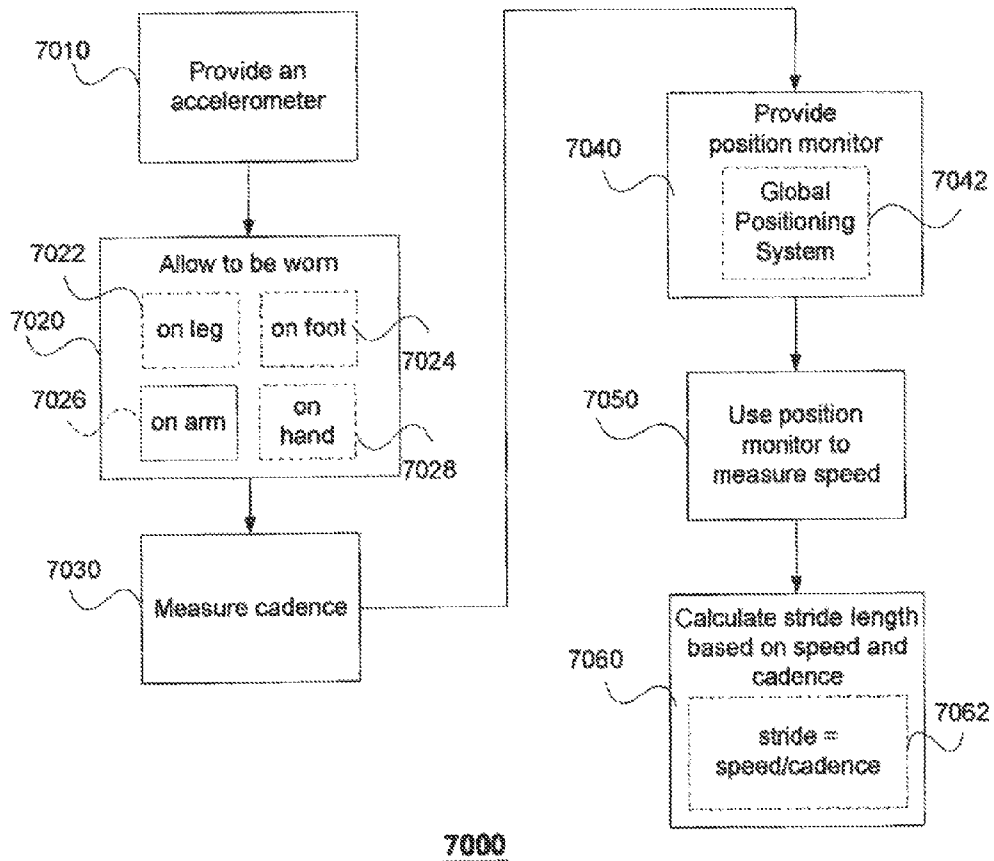 7010
Provide an
accelerometer
7020
Allow to be worn
7022
on leg
on foot
7024
7026
on arm
on
hand
7028
7030
Measure cadence
7040
Provide
position monitor
7042
Global
Positioning
System
7050
Use position
monitor to
measure speed
7060
Calculate stride length
based on speed and
cadence
7062
stride =
speed/cadence
7000